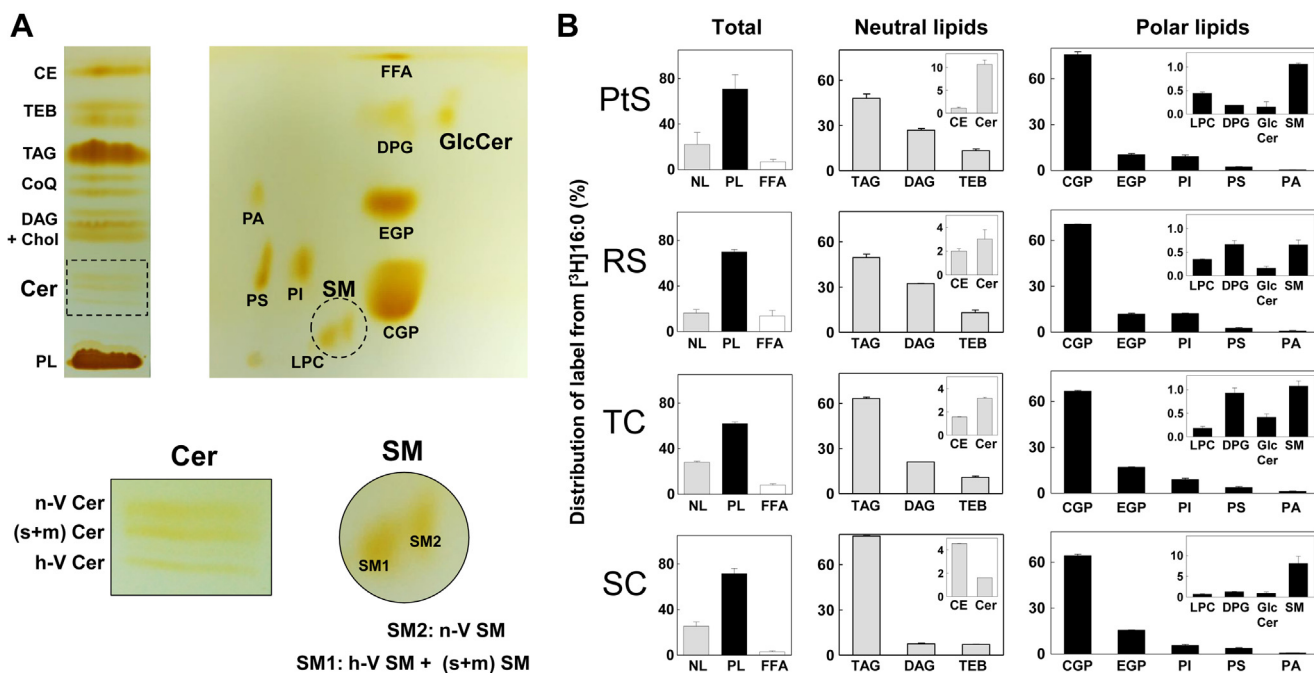 A
CE
TEB
TAG
CoQ
DAG
+ Chol
Cer
PL
FFA
DPG
GlcCer
PA
EGP
PS
PI
SM
LPC
CGP
Cer
n-V Cer
(s+m) Cer
h-V Cer
SM
SM1
SM2
SM2: n-V SM
SM1: h-V SM + (s+m) SM
B
Total
Neutral lipids
Polar lipids
Distribution of label from [³H]16:0 (%)
PtS
80
40
0
NL PL FFA
60
30
0
TAG DAG TEB
10
5
0
CE Cer
60
30
0
CGP EGP PI PS PA
1.0
0.5
0.0
LPC DPG Glc SM
Cer
RS
80
40
0
NL PL FFA
60
30
0
TAG DAG TEB
4
2
0
CE Cer
60
30
0
CGP EGP PI PS PA
1.0
0.5
0.0
LPC DPG Glc SM
Cer
TC
80
40
0
NL PL FFA
60
30
0
TAG DAG TEB
4
2
0
CE Cer
60
30
0
CGP EGP PI PS PA
1.0
0.5
0.0
LPC DPG Glc SM
Cer
SC
80
40
0
NL PL FFA
60
30
0
TAG DAG TEB
4
2
0
CE Cer
60
30
0
CGP EGP PI PS PA
10
5
0
LPC DPG Glc SM
Cer